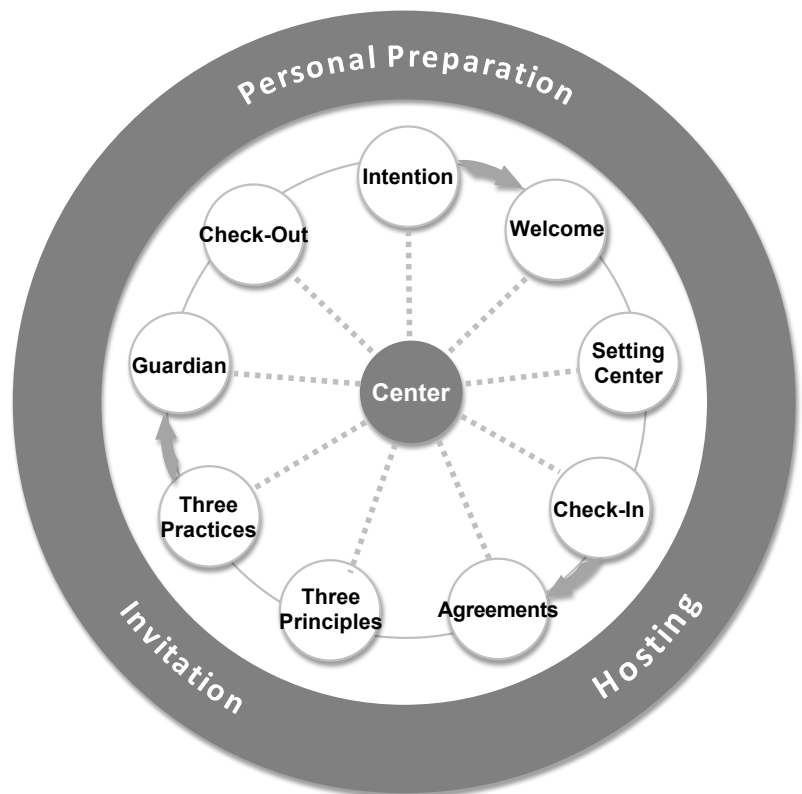 Personal Preparation
Intention
Welcome
Setting
Center
Check-In
Agreements
Three
Principles
Three
Practices
Guardian
Check-Out
Center
Hosting
Invitation